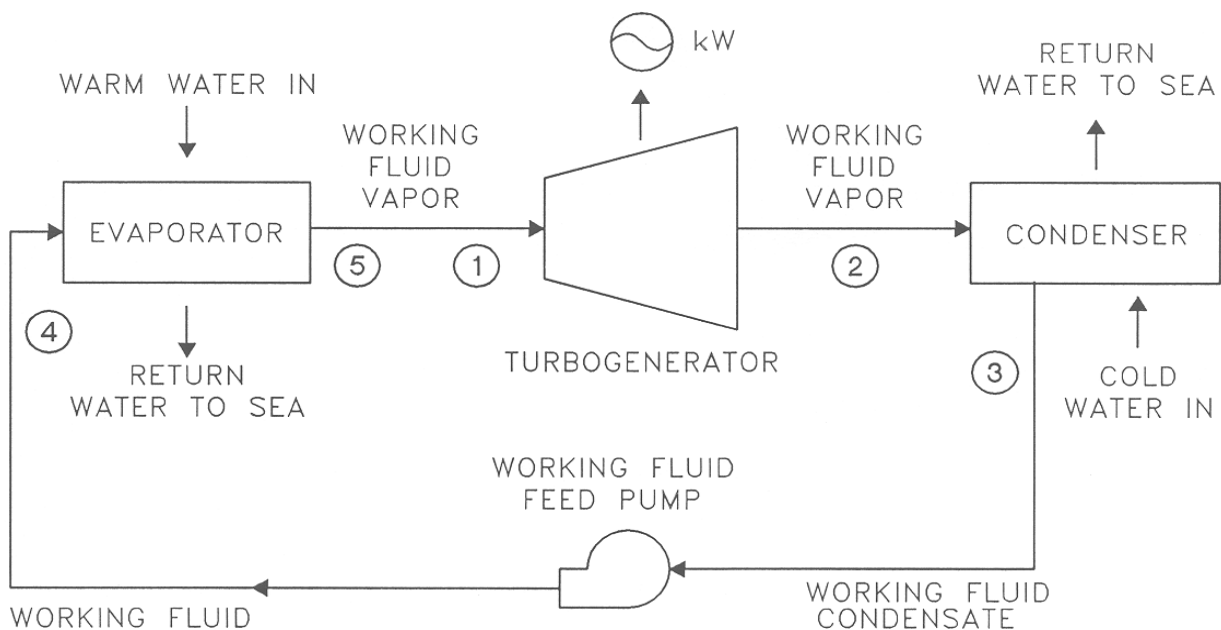 kW
WARM WATER IN
RETURN
WATER TO SEA
WORKING
FLUID
VAPOR
WORKING
FLUID
VAPOR
EVAPORATOR
CONDENSER
5
1
2
4
RETURN
WATER TO SEA
TURBOGENERATOR
3
COLD
WATER IN
WORKING FLUID
FEED PUMP
WORKING FLUID
WORKING FLUID
CONDENSATE